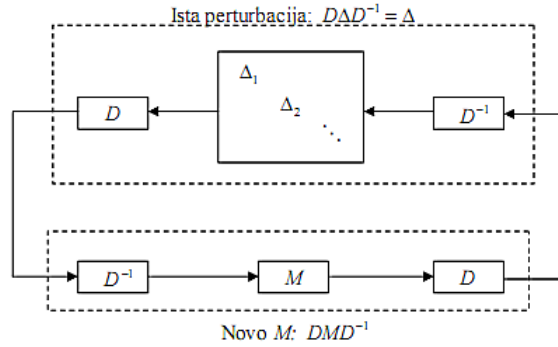 Ista perturbacija: DΔD⁻¹ = Δ
Δ₁
Δ₂
⋱
D
D⁻¹
D⁻¹
M
D
Novo M: DMD⁻¹